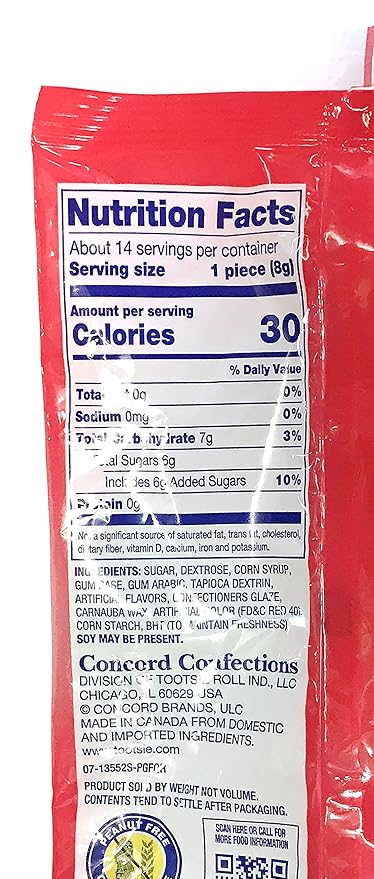 Nutrition Facts
About 14 servings per container
Serving size 1 piece (8g)
Amount per serving
Calories 30
% Daily Value
0g 0%
Sodium 0mg 0%
Total Carbohydrate 7g 3%
Total Sugars 6g
Includes 6g Added Sugars 10%
Protein 0g
Not a significant source of saturated fat, trans fat, cholesterol,
dietary fiber, vitamin D, calcium, iron and potassium.
INGREDIENTS: SUGAR, DEXTROSE, CORN SYRUP,
GUM BASE, GUM ARABIC, TAPIOCA DEXTRIN,
ARTIFICIAL FLAVORS, CONFECTIONERS GLAZE,
CARNAUBA WAX, ARTIFICIAL COLOR (FD&C RED 40),
CORN STARCH, BHT (TO MAINTAIN FRESHNESS)
SOY MAY BE PRESENT.
Concord Confections
DIVISION OF TOOTSIE ROLL IND., LLC
CHICAGO, IL 60629 USA
© CONCORD BRANDS, ULC
MADE IN CANADA FROM DOMESTIC
AND IMPORTED INGREDIENTS.
www.tootsie.com
PRODUCT SOLD BY WEIGHT NOT VOLUME.
CONTENTS TEND TO SETTLE AFTER PACKAGING.
PEANUT FREE
SCAN HERE OR CALL FOR
MORE FOOD INFORMATION